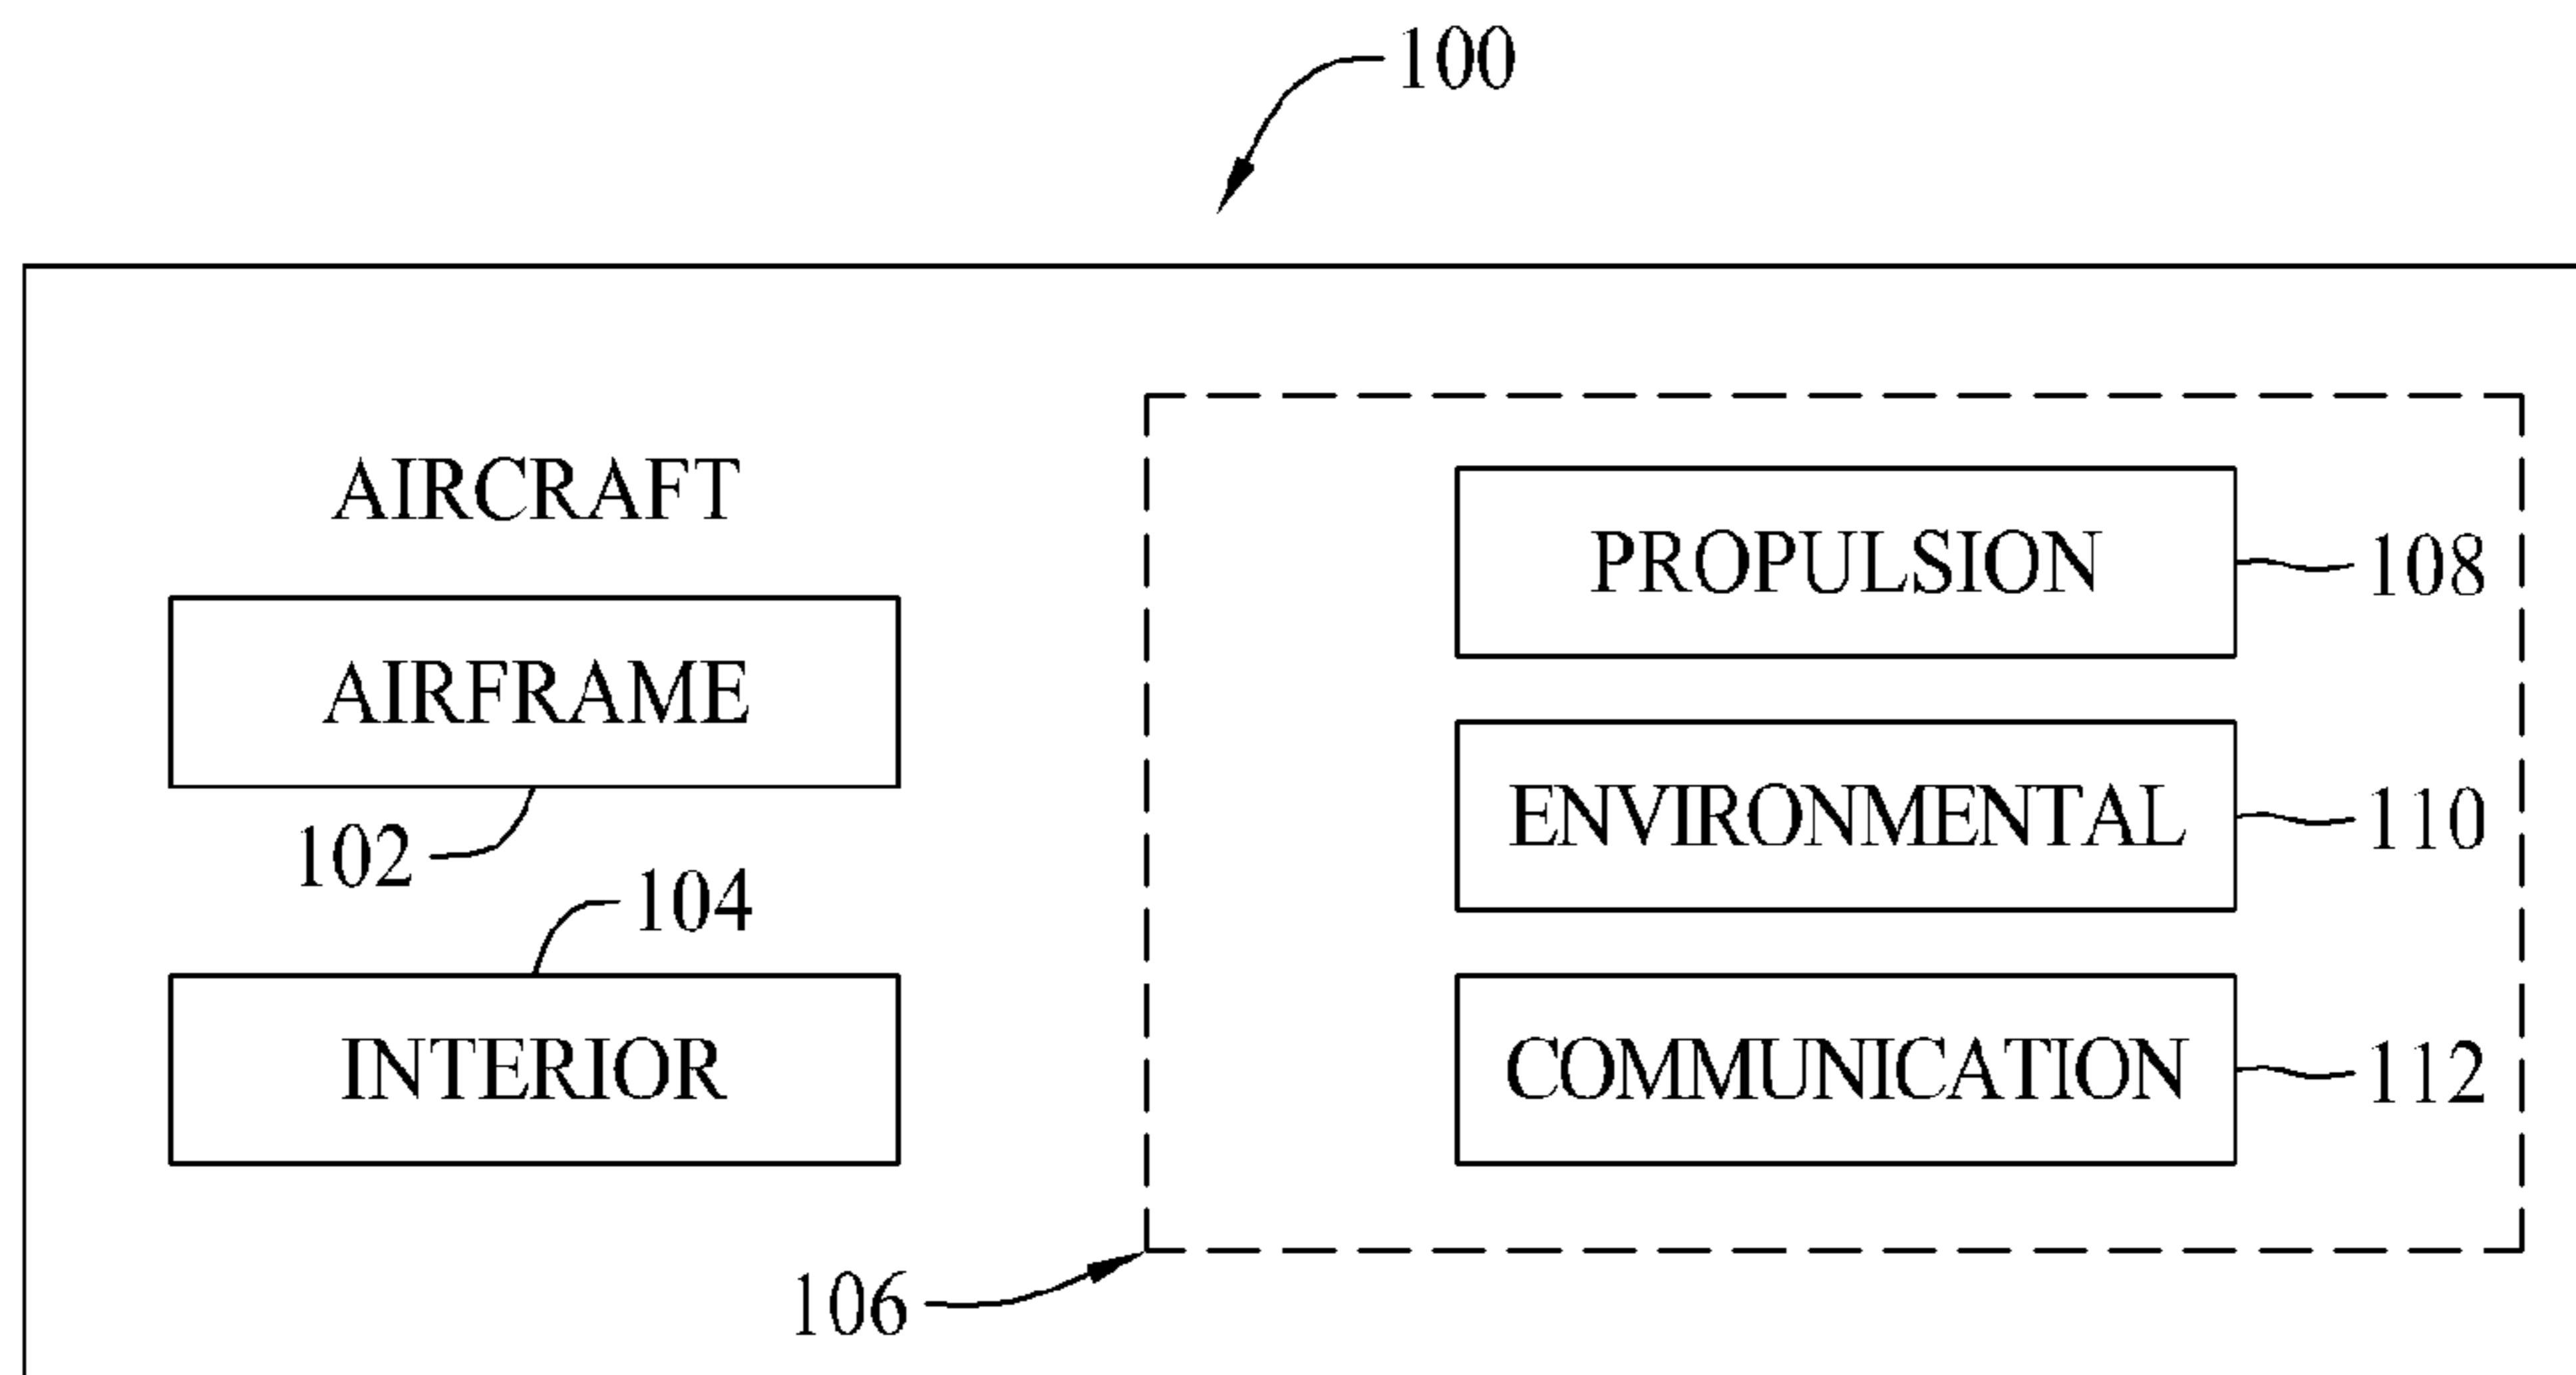 100
AIRCRAFT
AIRFRAME
102
104
INTERIOR
PROPULSION
108
ENVIRONMENTAL
110
COMMUNICATION
112
106